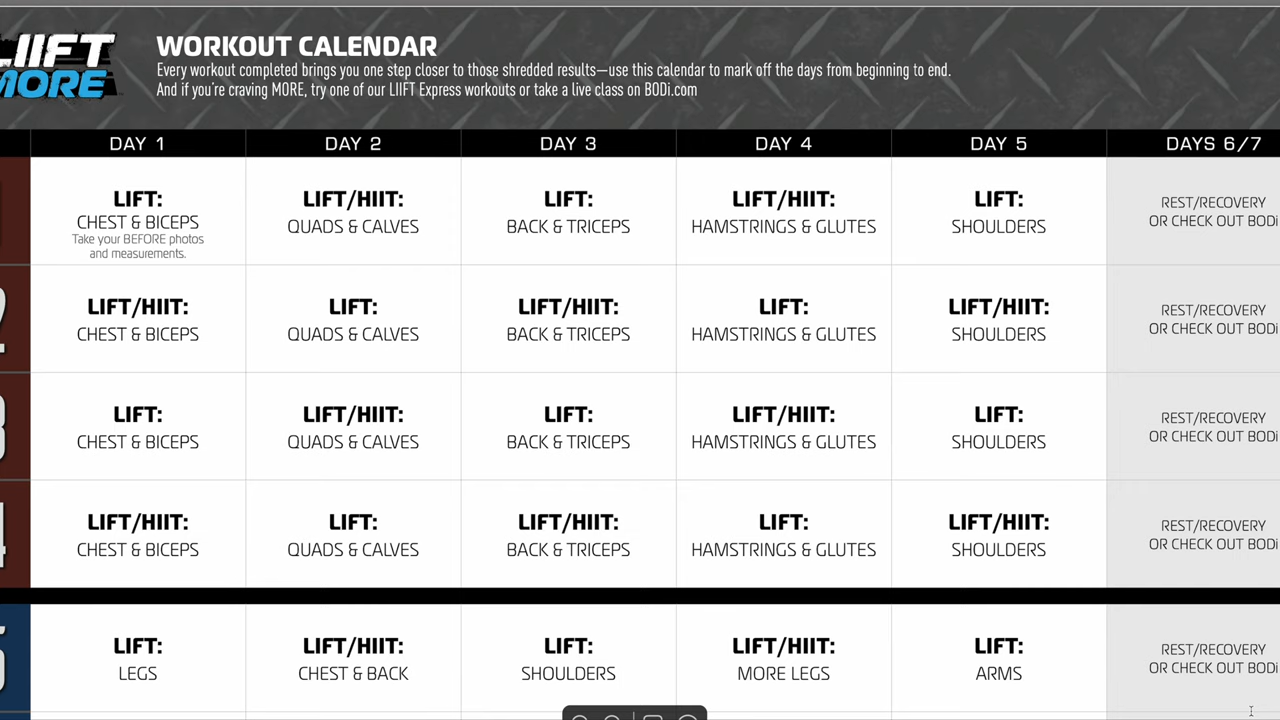 LIIFT
MORE
WORKOUT CALENDAR
Every workout completed brings you one step closer to those shredded results—use this calendar to mark off the days from beginning to end.
And if you're craving MORE, try one of our LIIFT Express workouts or take a live class on BODi.com
DAY 1 DAY 2 DAY 3 DAY 4 DAY 5 DAYS 6/7
LIFT: LIFT/HIIT: LIFT: LIFT/HIIT: LIFT: REST/RECOVERY
CHEST & BICEPS QUADS & CALVES BACK & TRICEPS HAMSTRINGS & GLUTES SHOULDERS OR CHECK OUT BODi
Take your BEFORE photos
and measurements.
2 LIFT/HIIT: LIFT: LIFT/HIIT: LIFT: LIFT/HIIT: REST/RECOVERY
CHEST & BICEPS QUADS & CALVES BACK & TRICEPS HAMSTRINGS & GLUTES SHOULDERS OR CHECK OUT BODi
3 LIFT: LIFT/HIIT: LIFT: LIFT/HIIT: LIFT: REST/RECOVERY
CHEST & BICEPS QUADS & CALVES BACK & TRICEPS HAMSTRINGS & GLUTES SHOULDERS OR CHECK OUT BODi
4 LIFT/HIIT: LIFT: LIFT/HIIT: LIFT: LIFT/HIIT: REST/RECOVERY
CHEST & BICEPS QUADS & CALVES BACK & TRICEPS HAMSTRINGS & GLUTES SHOULDERS OR CHECK OUT BODi
5 LIFT: LIFT/HIIT: LIFT: LIFT/HIIT: LIFT: REST/RECOVERY
LEGS CHEST & BACK SHOULDERS MORE LEGS ARMS OR CHECK OUT BODi